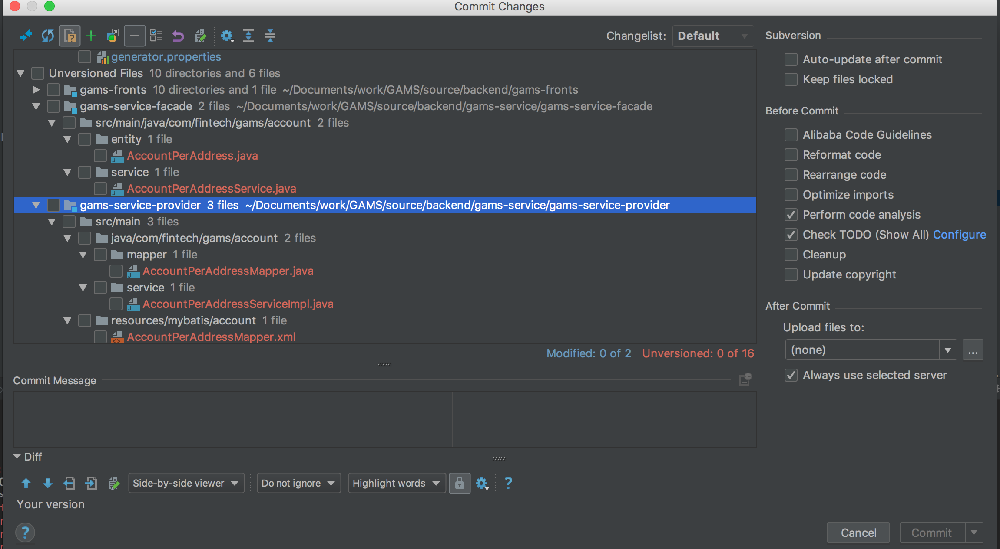 Commit Changes
Changelist: Default
generator.properties
Unversioned Files 10 directories and 6 files
gams-fronts 10 directories and 1 file ~/Documents/work/GAMS/source/backend/gams-fronts
gams-service-facade 2 files ~/Documents/work/GAMS/source/backend/gams-service/gams-service-facade
src/main/java/com/fintech/gams/account 2 files
entity 1 file
AccountPerAddress.java
service 1 file
AccountPerAddressService.java
gams-service-provider 3 files ~/Documents/work/GAMS/source/backend/gams-service/gams-service-provider
src/main 3 files
java/com/fintech/gams/account 2 files
mapper 1 file
AccountPerAddressMapper.java
service 1 file
AccountPerAddressServiceImpl.java
resources/mybatis/account 1 file
AccountPerAddressMapper.xml
Modified: 0 of 2 Unversioned: 0 of 16
Subversion
Auto-update after commit
Keep files locked
Before Commit
Alibaba Code Guidelines
Reformat code
Rearrange code
Optimize imports
Perform code analysis
Check TODO (Show All) Configure
Cleanup
Update copyright
After Commit
Upload files to:
(none)
...
Always use selected server
Commit Message
Diff
Side-by-side viewer
Do not ignore
Highlight words
?
Your version
?
Cancel
Commit